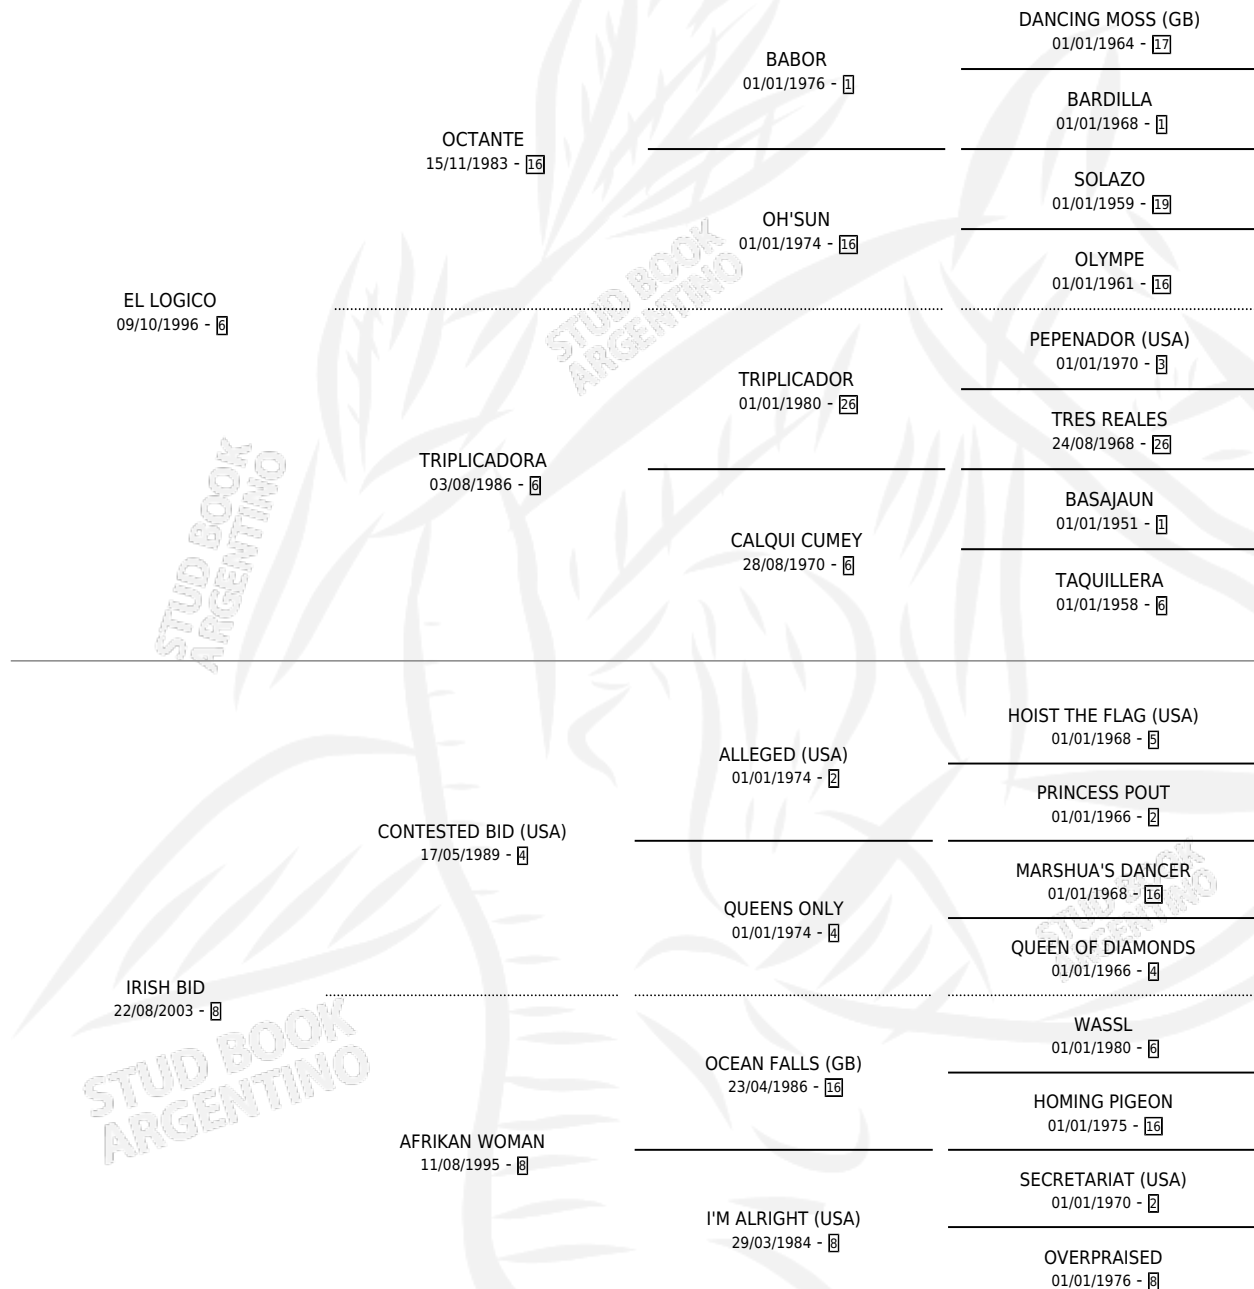 DANCING MOSS (GB)
01/01/1964 - 17
BABOR
01/01/1976 - 1
BARDILLA
01/01/1968 - 1
OCTANTE
15/11/1983 - 16
SOLAZO
01/01/1959 - 19
OH'SUN
01/01/1974 - 16
OLYMPE
01/01/1961 - 16
EL LOGICO
09/10/1996 - 6
PEPENADOR (USA)
01/01/1970 - 3
TRIPLICADOR
01/01/1980 - 26
TRES REALES
24/08/1968 - 26
TRIPLICADORA
03/08/1986 - 6
BASAJAUN
01/01/1951 - 1
CALQUI CUMEY
28/08/1970 - 6
TAQUILLERA
01/01/1958 - 6
HOIST THE FLAG (USA)
01/01/1968 - 5
ALLEGED (USA)
01/01/1974 - 2
PRINCESS POUT
01/01/1966 - 2
CONTESTED BID (USA)
17/05/1989 - 4
MARSHUA'S DANCER
01/01/1968 - 16
QUEENS ONLY
01/01/1974 - 4
QUEEN OF DIAMONDS
01/01/1966 - 4
IRISH BID
22/08/2003 - 8
WASSL
01/01/1980 - 6
OCEAN FALLS (GB)
23/04/1986 - 16
HOMING PIGEON
01/01/1975 - 16
AFRIKAN WOMAN
11/08/1995 - 8
SECRETARIAT (USA)
01/01/1970 - 2
I'M ALRIGHT (USA)
29/03/1984 - 8
OVERPRAISED
01/01/1976 - 8
STUD BOOK
ARGENTINO
STUD BOOK
ARGENTINO
STUD BOOK
ARGENTINO
STUD BOOK
ARGENTINO